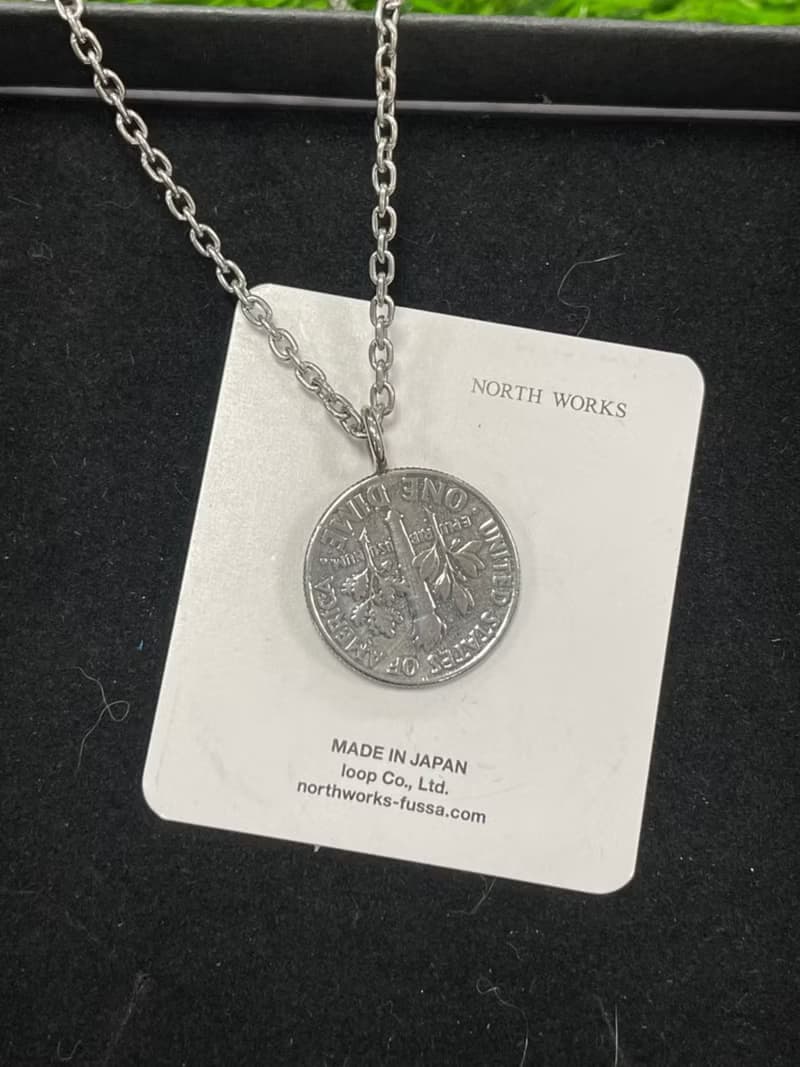 NORTH WORKS
UNITED STATES OF AMERICA
ONE DIME
E PLURIBUS UNUM
MADE IN JAPAN
loop Co., Ltd.
northworks-fussa.com